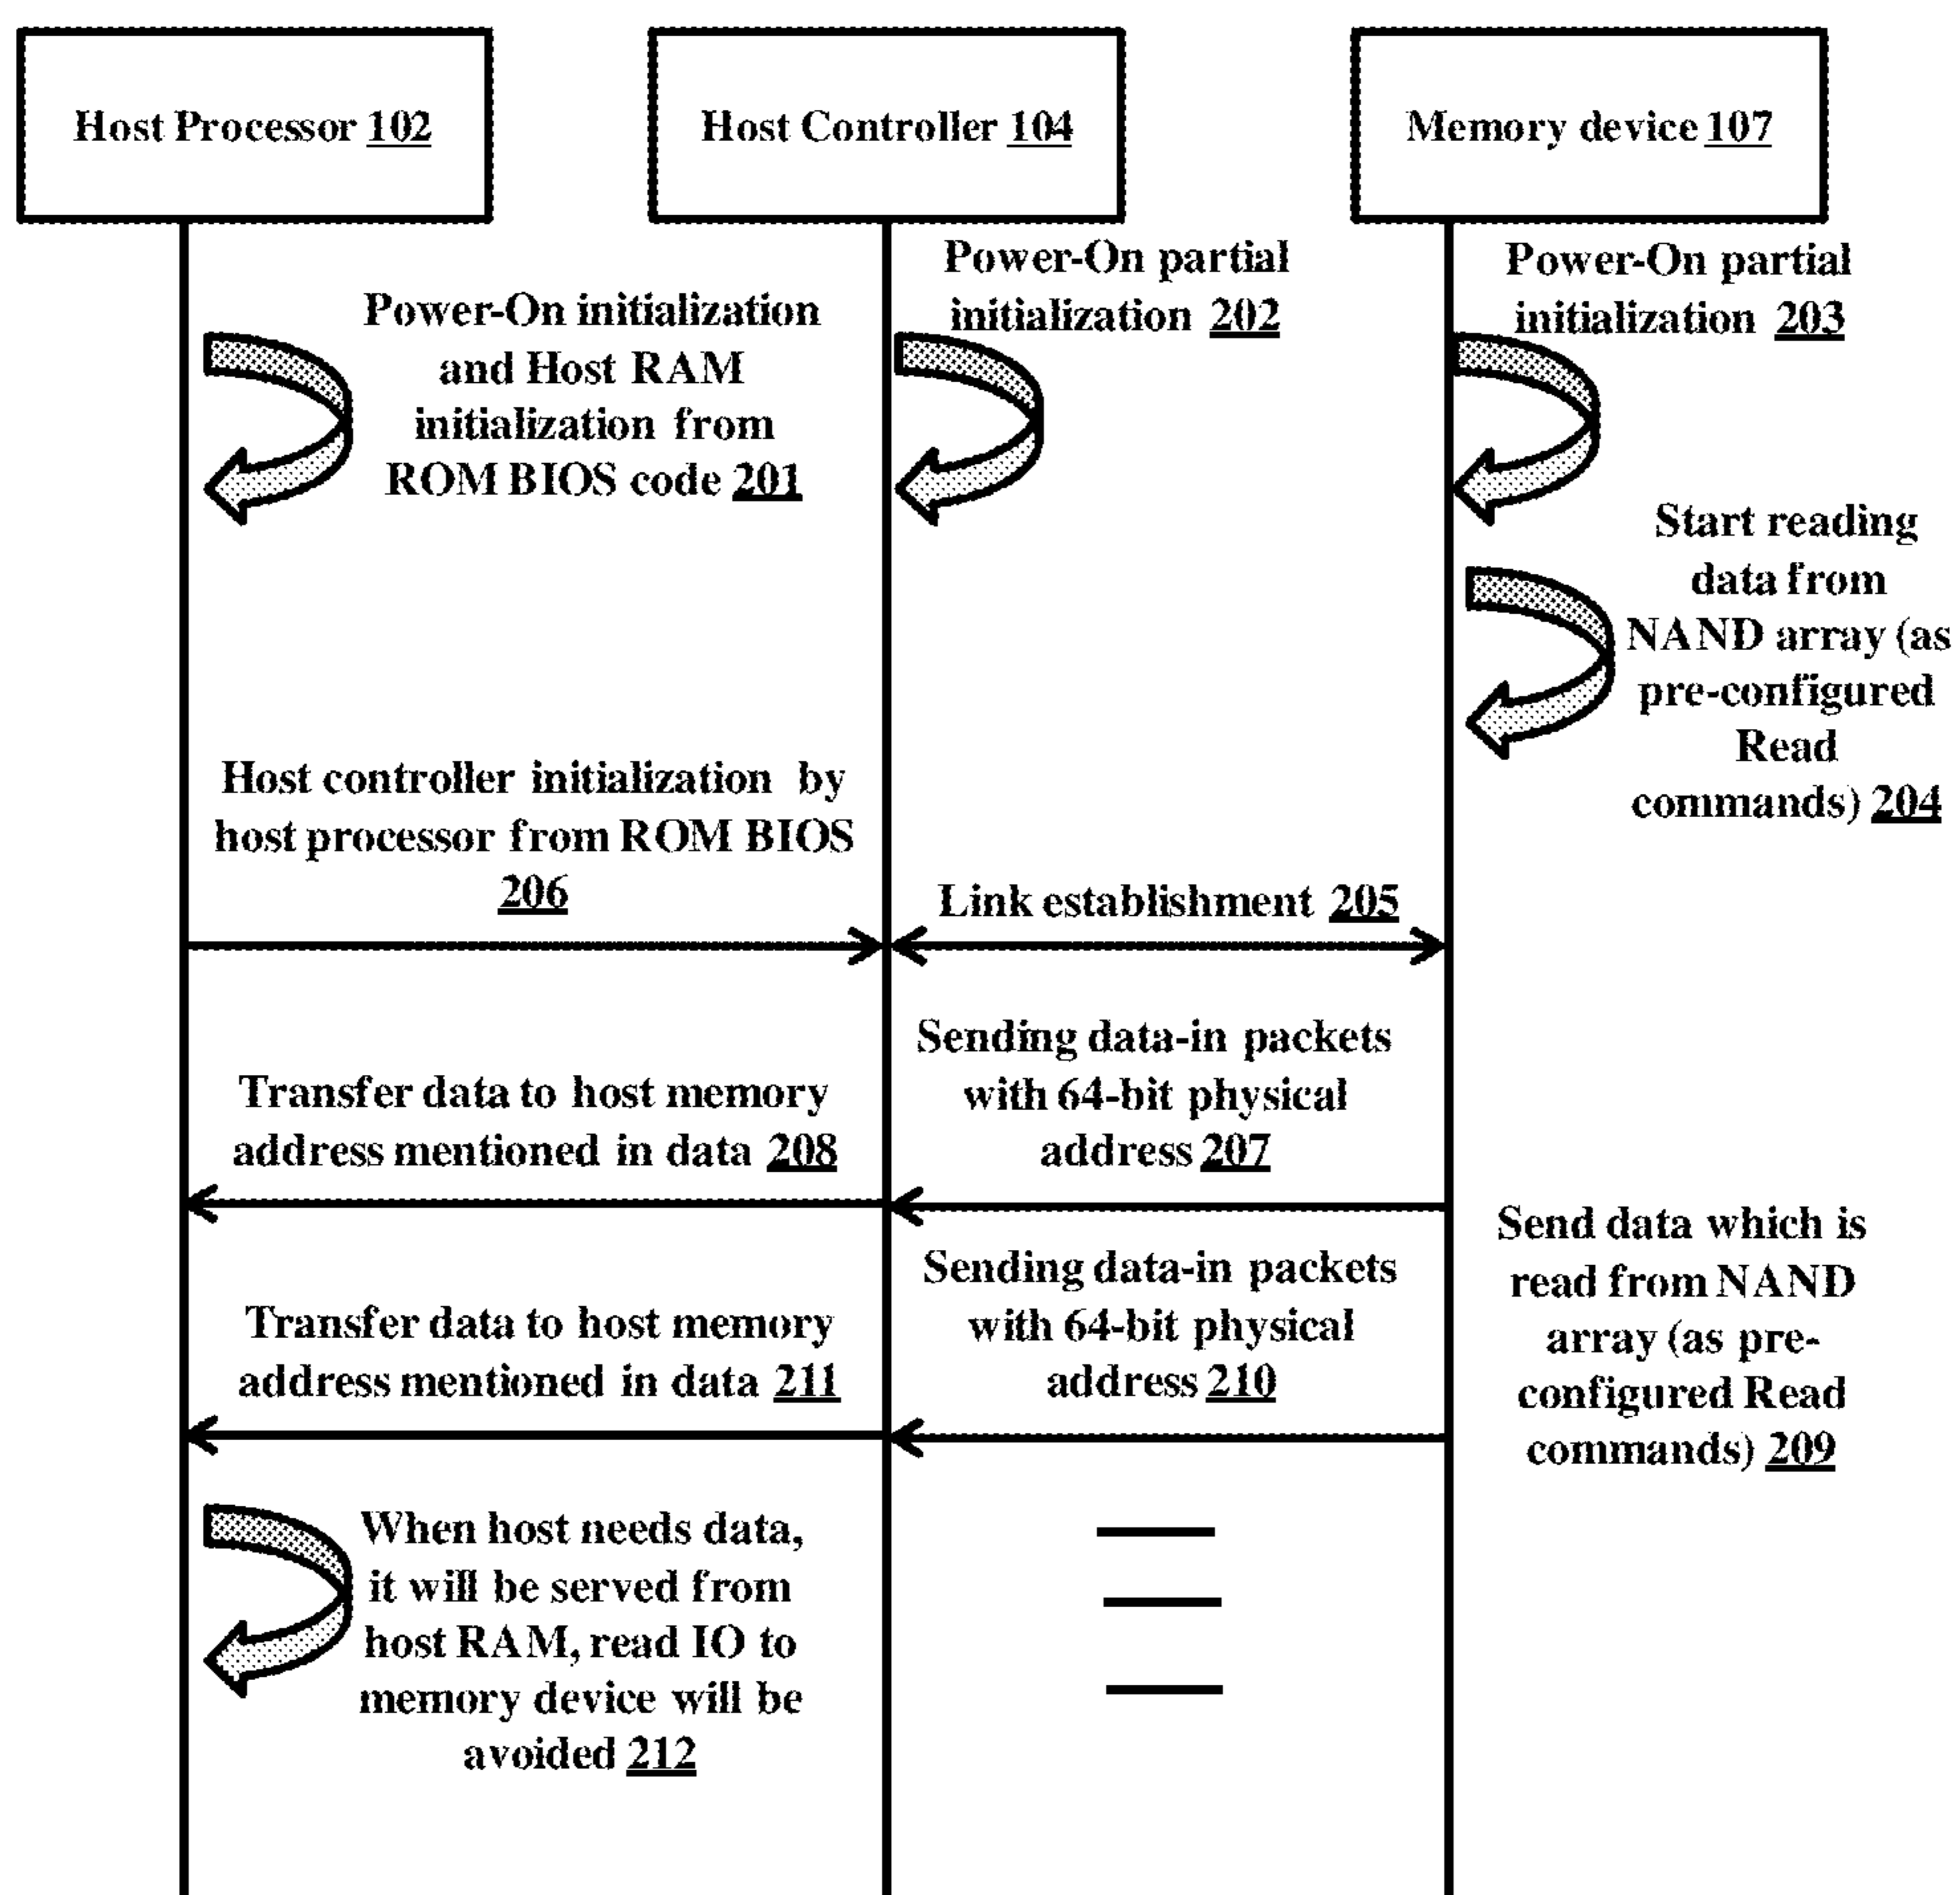 Host Processor 102
Host Controller 104
Memory device 107
Power-On initialization
and Host RAM
initialization from
ROM BIOS code 201
Power-On partial
initialization 202
Power-On partial
initialization 203
Start reading
data from
NAND array (as
pre-configured
Read
commands) 204
Host controller initialization by
host processor from ROM BIOS
206
Link establishment 205
Sending data-in packets
with 64-bit physical
address 207
Transfer data to host memory
address mentioned in data 208
Send data which is
read from NAND
array (as pre-
configured Read
commands) 209
Sending data-in packets
with 64-bit physical
address 210
Transfer data to host memory
address mentioned in data 211
When host needs data,
it will be served from
host RAM, read IO to
memory device will be
avoided 212